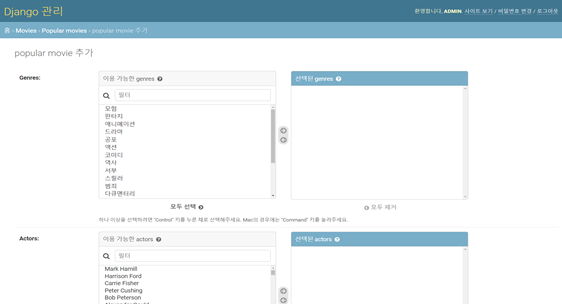 Django 관리
환영합니다, ADMIN. 사이트 보기 / 비밀번호 변경 / 로그아웃
› Movies › Popular movies › popular movie 추가
popular movie 추가
Genres:
이용 가능한 genres
선택된 genres
필터
모험
판타지
애니메이션
드라마
공포
액션
코미디
역사
서부
스릴러
범죄
다큐멘터리
모두 선택
모두 제거
하나 이상을 선택하려면 "Control" 키를 누른 채로 선택해주세요. Mac의 경우에는 "Command" 키를 눌러주세요.
Actors:
이용 가능한 actors
선택된 actors
필터
Mark Hamill
Harrison Ford
Carrie Fisher
Peter Cushing
Bob Peterson